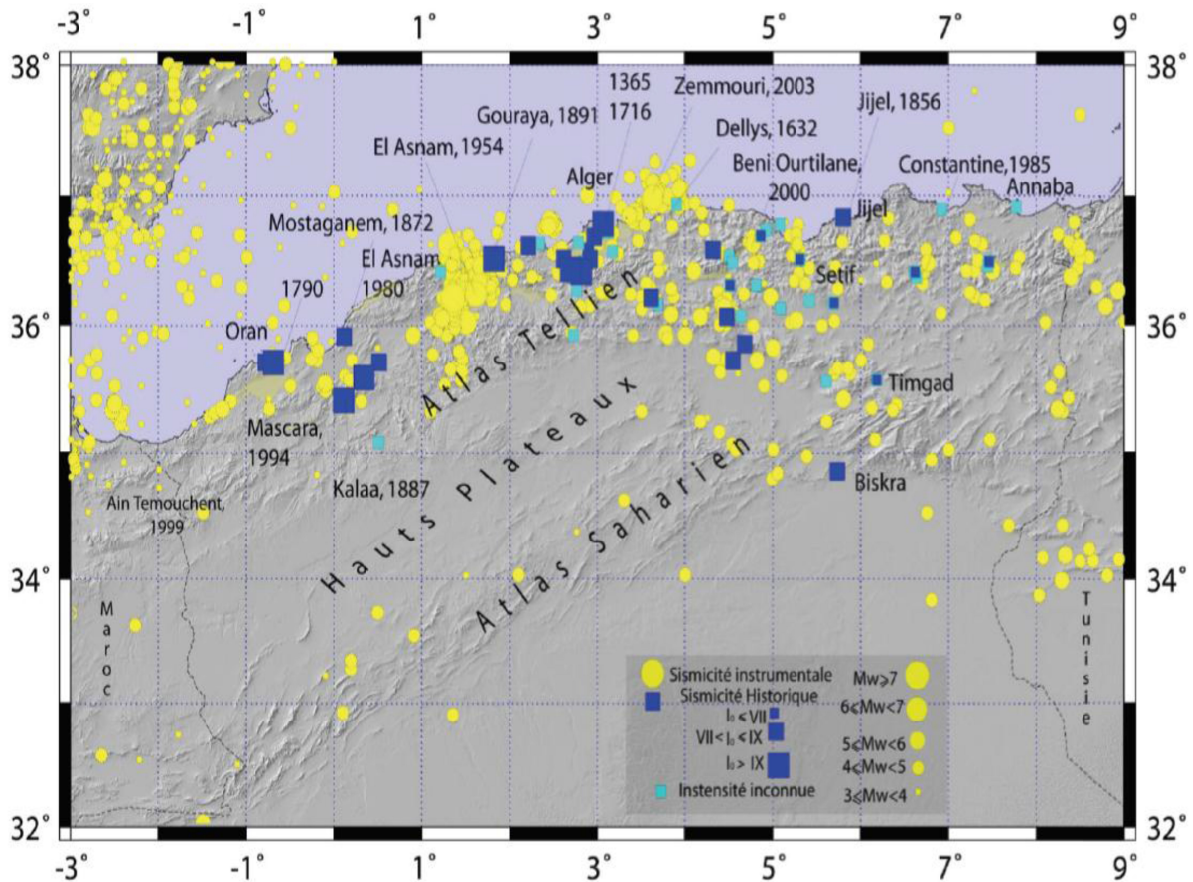 -3° -1° 1° 3° 5° 7° 9°
38° 38°
1365
1716
Zemmouri, 2003
Jijel, 1856
Gouraya, 1891
Dellys, 1632
El Asnam, 1954
Beni Ourtilane,
2000
Constantine, 1985
Alger
Annaba
Mostaganem, 1872
Jijel
El Asnam
1980
Setif
1790
36° 36°
Oran
Atlas Tellien
Timgad
Mascara,
1994
Hauts Plateaux
Kalaa, 1887
Biskra
Ain Temouchent,
1999
Atlas Saharien
34° 34°
Maroc
Tunisie
Sismicité instrumentale
Sismicité Historique
I₀ ⩽ VII
VII < I₀ ⩽ IX
I₀ > IX
Instensité inconnue
Mw⩾7
6⩽Mw<7
5⩽Mw<6
4⩽Mw<5
3⩽Mw<4
32° 32°
-3° -1° 1° 3° 5° 7° 9°